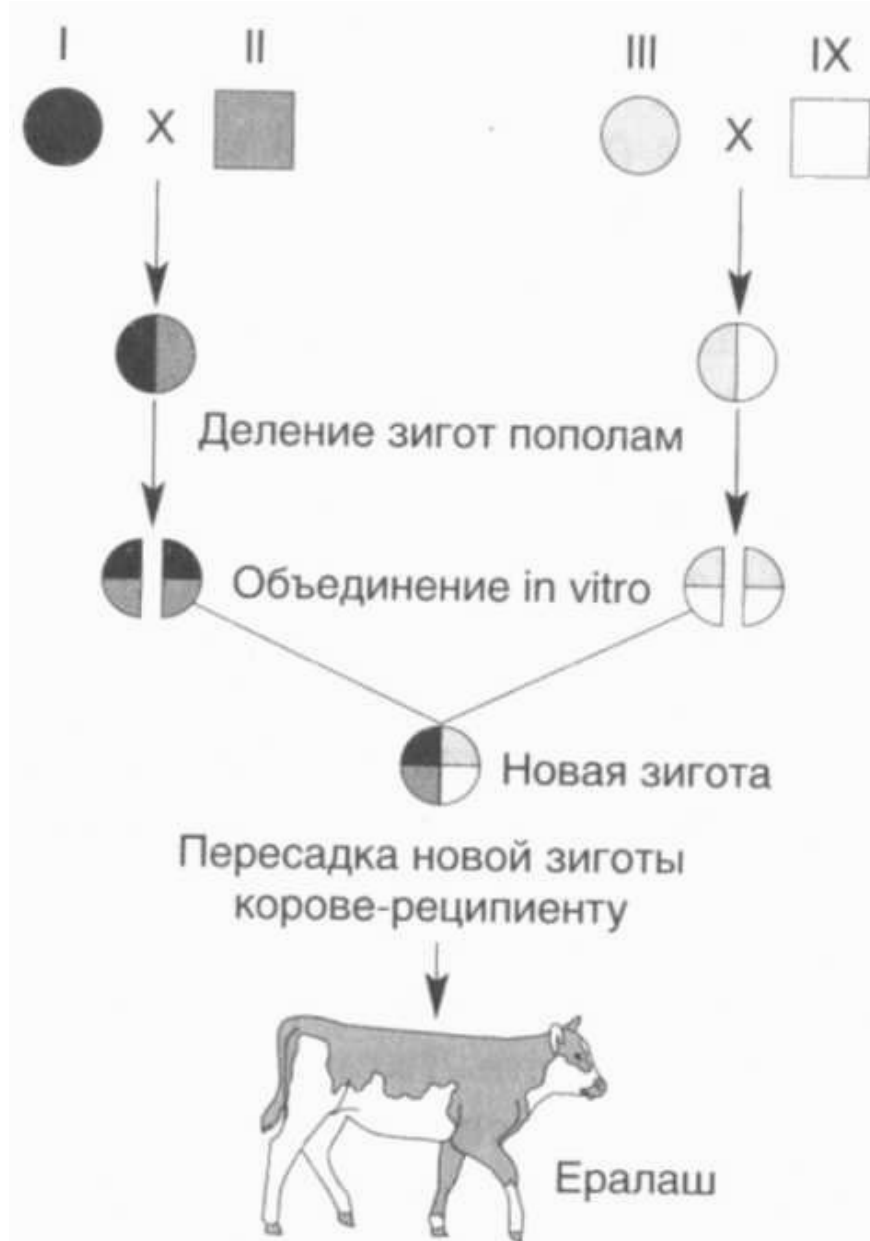 I II III IX
X X
Деление зигот пополам
Объединение in vitro
Новая зигота
Пересадка новой зиготы
корове-реципиенту
Ералаш